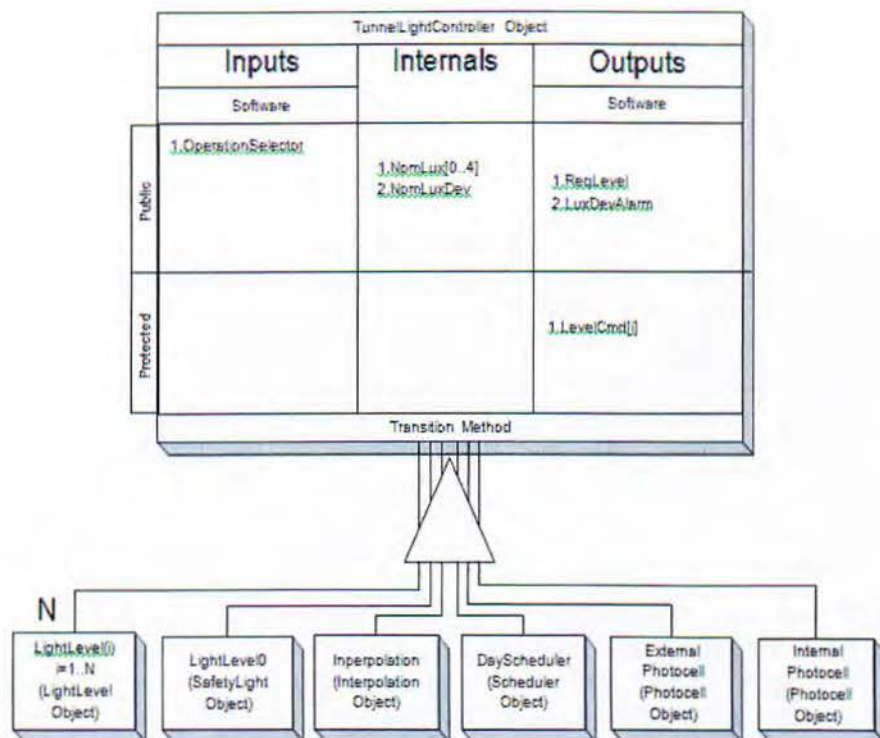 TunnelLightController Object
Inputs
Internals
Outputs
Software
Software
Public
1.OperationSelector
1.NomLux[0..4]
2.NomLuxDev
1.ReqLevel
2.LuxDevAlarm
Protected
1.LevelCmd[i]
Transition Method
N
LightLevel(i)
i=1..N
(LightLevel
Object)
LightLevel0
(SafetyLight
Object)
Inperpolation
(Interpolation
Object)
DayScheduler
(Scheduler
Object)
External
Photocell
(Photocell
Object)
Internal
Photocell
(Photocell
Object)